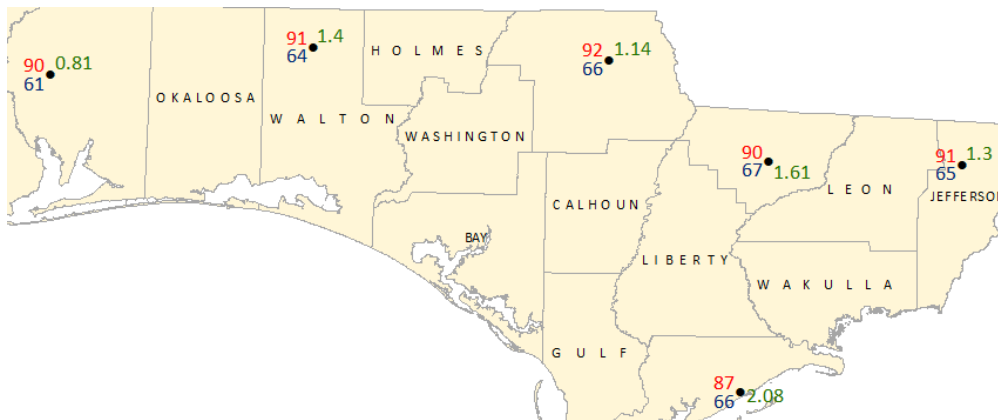 90 0.81
61
OKALOOSA
91 1.4
64
WALTON
HOLMES
WASHINGTON
92 1.14
66
BAY
CALHOUN
GULF
LIBERTY
90
67 1.61
LEON
WAKULLA
91 1.3
65
JEFFERSON
87
66 2.08